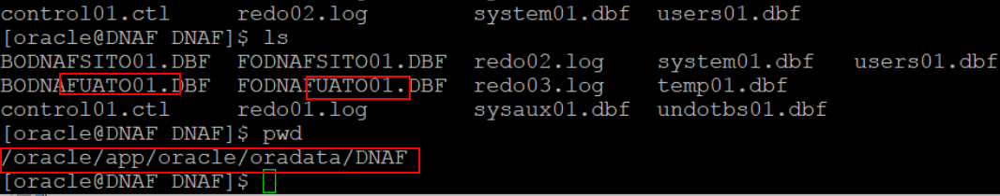 control01.ctl redo02.log system01.dbf users01.dbf
[oracle@DNAF DNAF]$ ls
BODNAFSITO01.DBF FODNAFSITO01.DBF redo02.log system01.dbf users01.dbf
BODNAFUATO01.DBF FODNAFUATO01.DBF redo03.log temp01.dbf
control01.ctl redo01.log sysaux01.dbf undotbs01.dbf
[oracle@DNAF DNAF]$ pwd
/oracle/app/oracle/oradata/DNAF
[oracle@DNAF DNAF]$